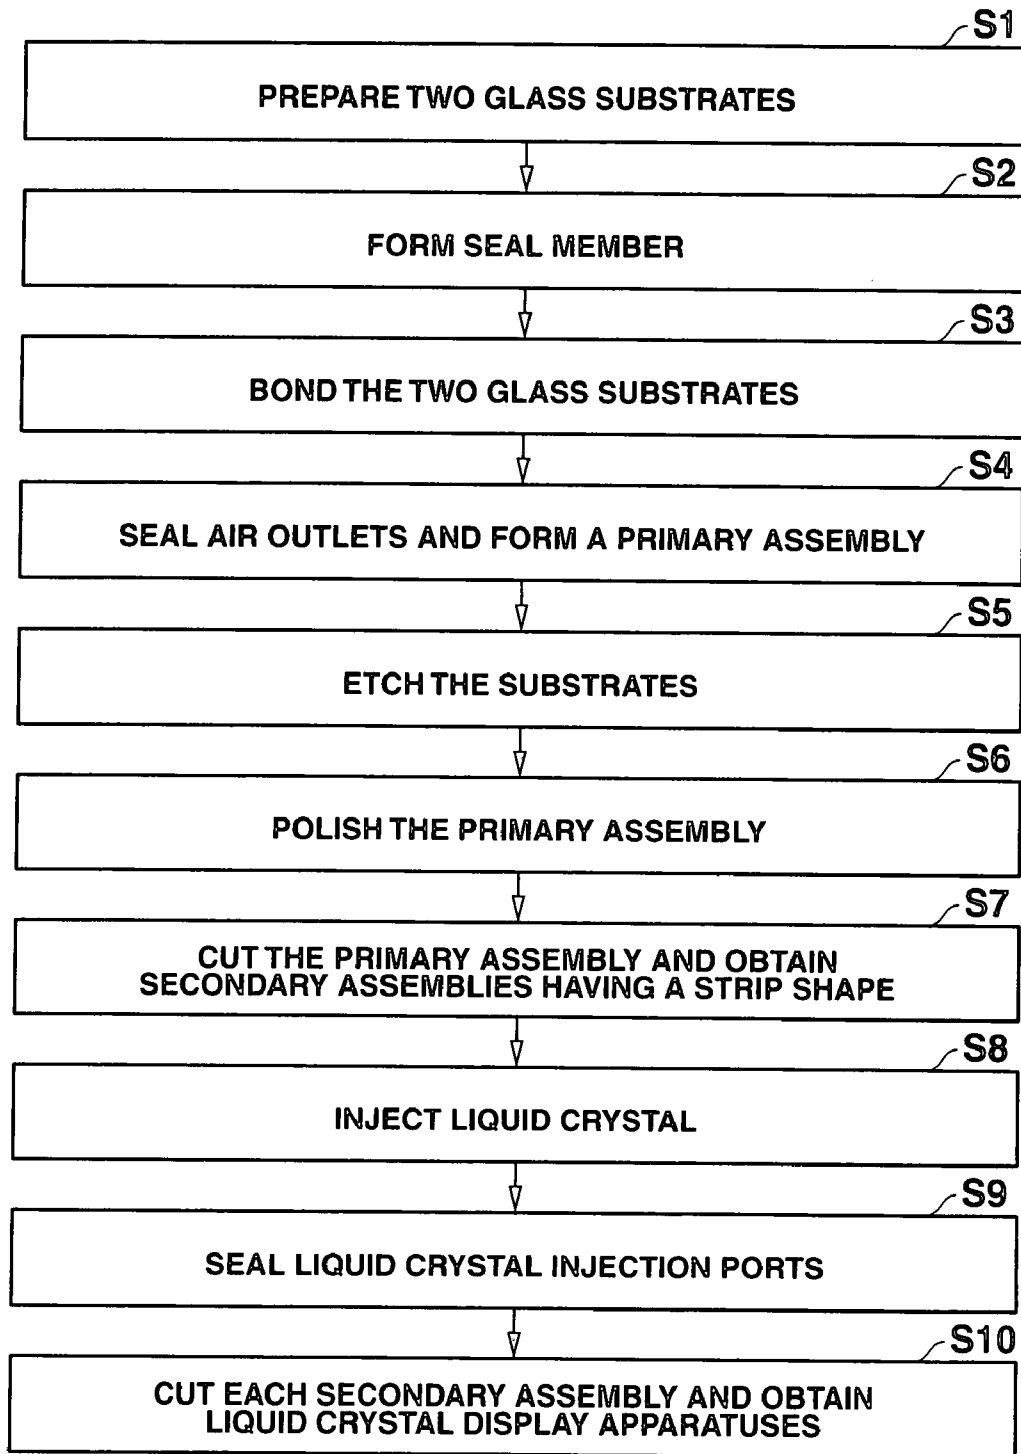 S1
PREPARE TWO GLASS SUBSTRATES
S2
FORM SEAL MEMBER
S3
BOND THE TWO GLASS SUBSTRATES
S4
SEAL AIR OUTLETS AND FORM A PRIMARY ASSEMBLY
S5
ETCH THE SUBSTRATES
S6
POLISH THE PRIMARY ASSEMBLY
S7
CUT THE PRIMARY ASSEMBLY AND OBTAIN
SECONDARY ASSEMBLIES HAVING A STRIP SHAPE
S8
INJECT LIQUID CRYSTAL
S9
SEAL LIQUID CRYSTAL INJECTION PORTS
S10
CUT EACH SECONDARY ASSEMBLY AND OBTAIN
LIQUID CRYSTAL DISPLAY APPARATUSES